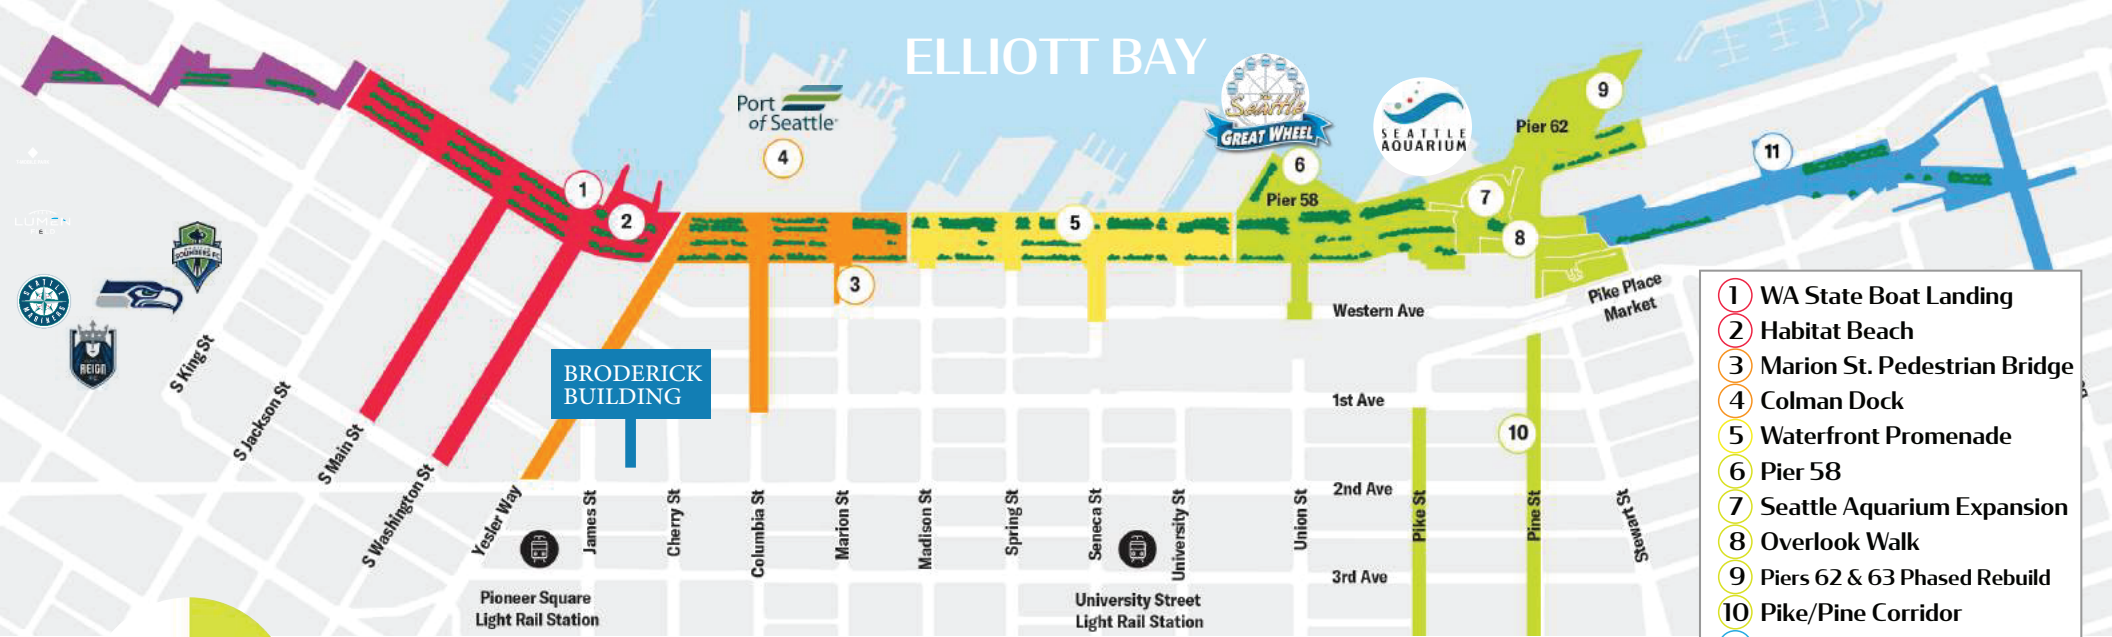 ELLIOTT BAY
Port
of Seattle
4
Seattle
GREAT WHEEL
SEATTLE
AQUARIUM
9
Pier 62
6
Pier 58
7
8
11
1
2
5
3
LUMEN
SOUNDERS FC
SEATTLE
MARINERS
REIGN
FC
Pike Place
Market
Western Ave
BRODERICK
BUILDING
1st Ave
10
2nd Ave
3rd Ave
S King St
S Jackson St
S Main St
S Washington St
Yesler Way
James St
Cherry St
Columbia St
Marion St
Madison St
Spring St
Seneca St
University St
Union St
Pike St
Pine St
Stewart St
Pioneer Square
Light Rail Station
University Street
Light Rail Station
1 WA State Boat Landing
2 Habitat Beach
3 Marion St. Pedestrian Bridge
4 Colman Dock
5 Waterfront Promenade
6 Pier 58
7 Seattle Aquarium Expansion
8 Overlook Walk
9 Piers 62 & 63 Phased Rebuild
10 Pike/Pine Corridor